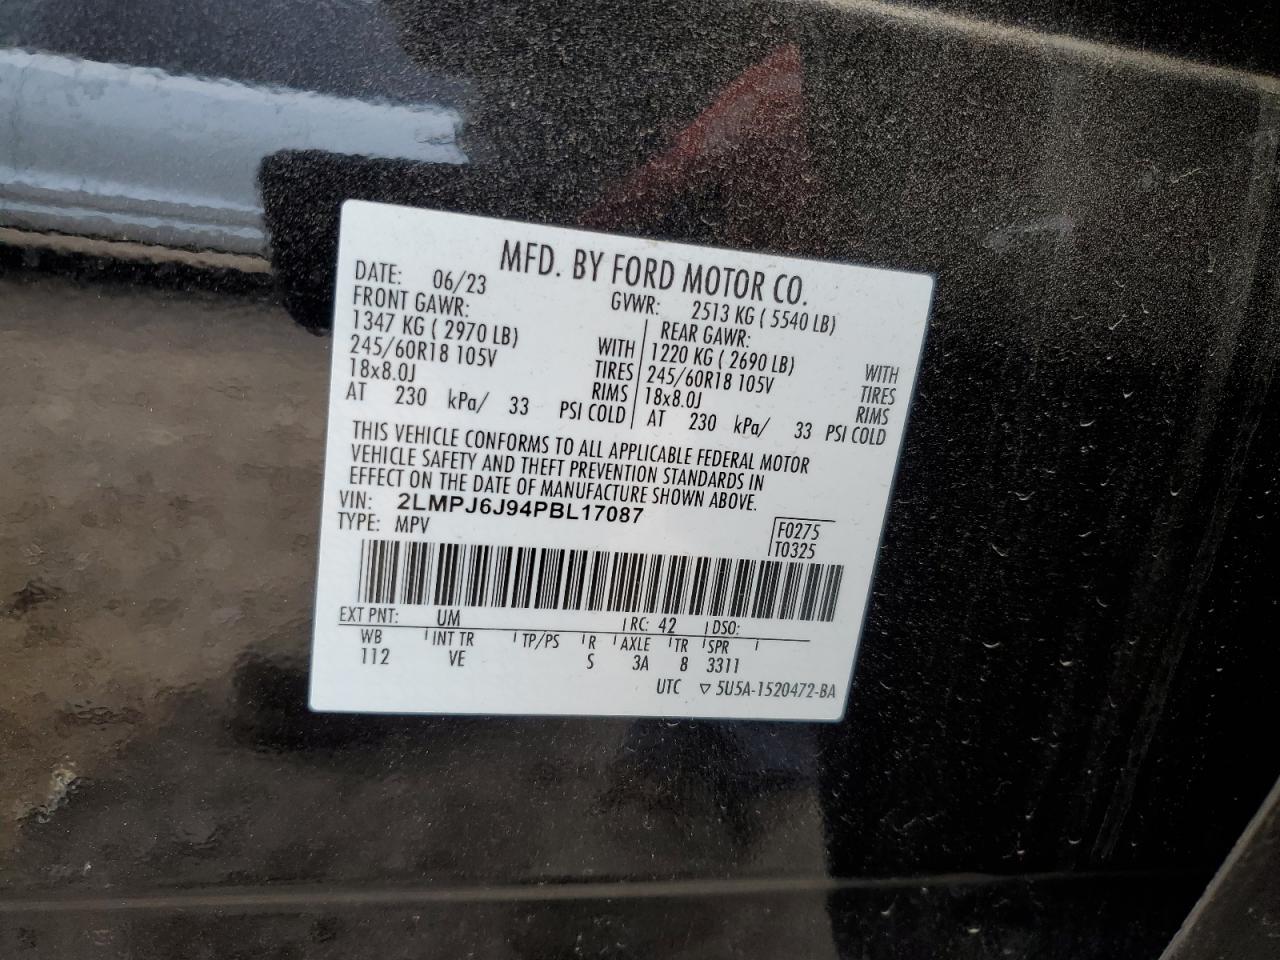 MFD. BY FORD MOTOR CO.
DATE: 06/23 GVWR: 2513 KG ( 5540 LB)
FRONT GAWR: REAR GAWR:
1347 KG ( 2970 LB) WITH 1220 KG ( 2690 LB) WITH
245/60R18 105V TIRES 245/60R18 105V TIRES
18x8.0J RIMS 18x8.0J RIMS
AT 230 kPa/ 33 PSI COLD AT 230 kPa/ 33 PSI COLD
THIS VEHICLE CONFORMS TO ALL APPLICABLE FEDERAL MOTOR
VEHICLE SAFETY AND THEFT PREVENTION STANDARDS IN
EFFECT ON THE DATE OF MANUFACTURE SHOWN ABOVE.
VIN: 2LMPJ6J94PBL17087 F0275
TYPE: MPV T0325
EXT PNT: UM RC: 42 DSO:
WB INT TR TP/PS R AXLE TR SPR
112 VE S 3A 8 3311
UTC ▽ 5U5A-1520472-BA